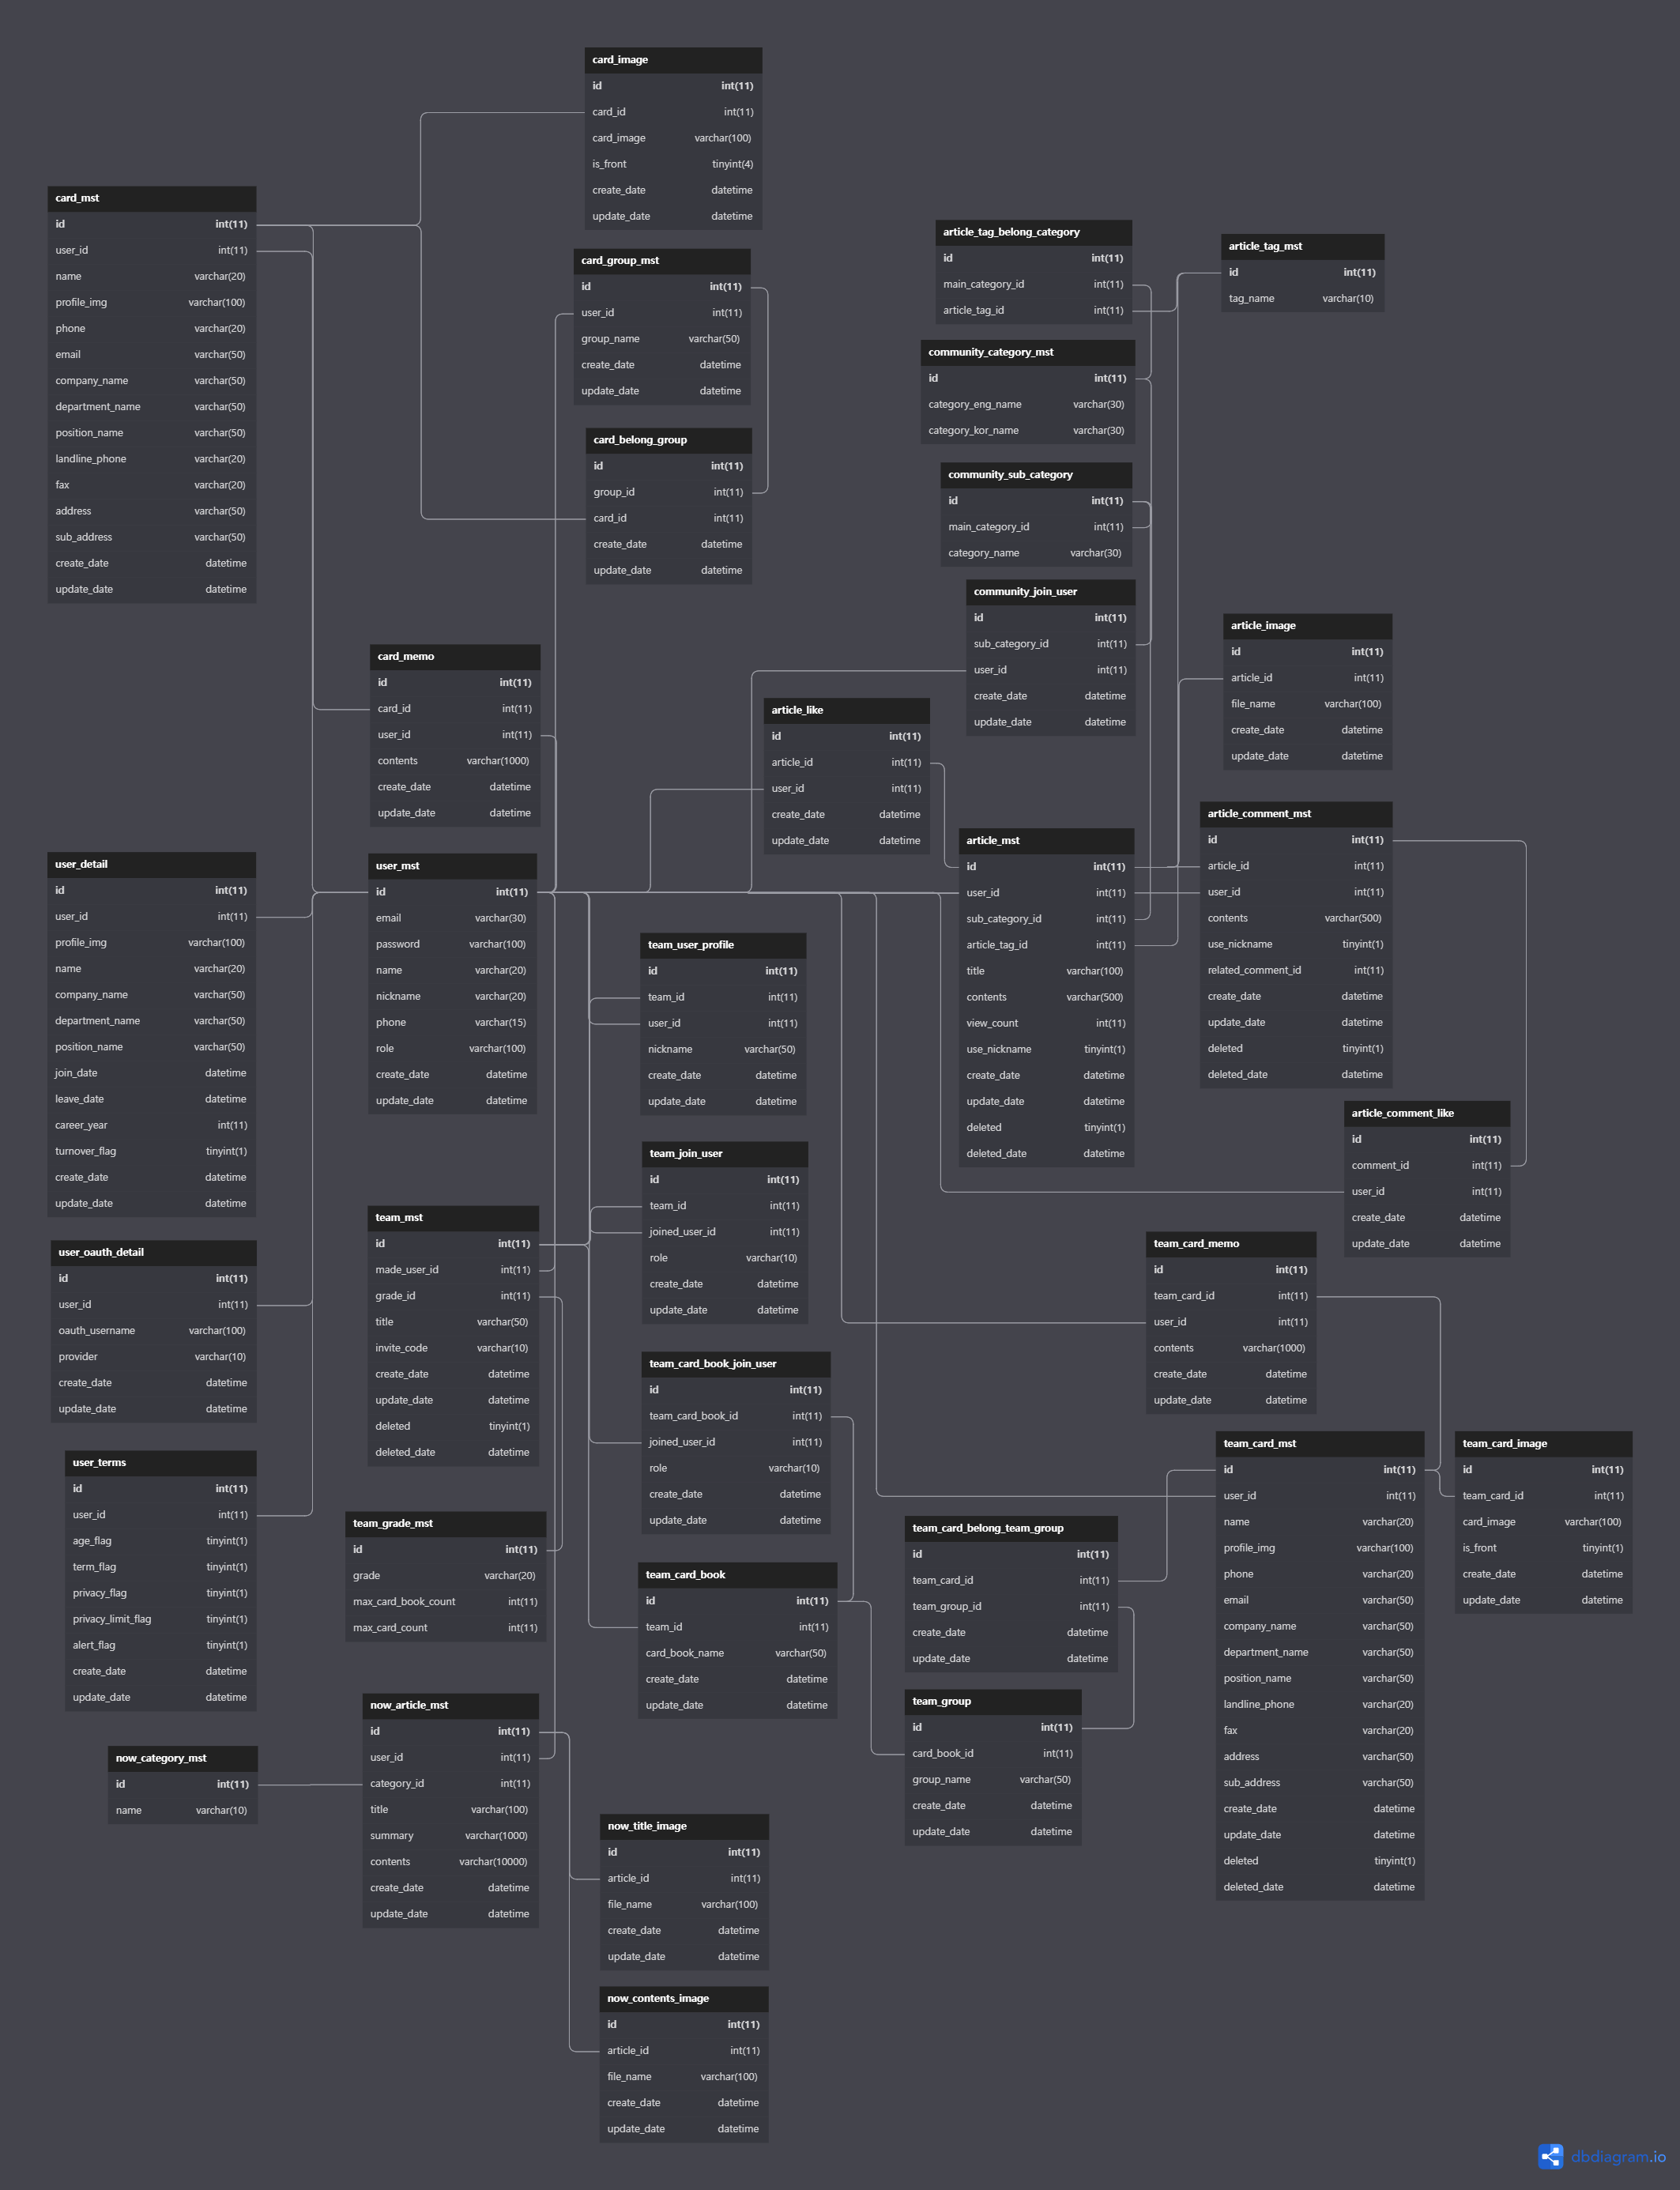 card_image
id int(11)
card_id int(11)
card_image varchar(100)
is_front tinyint(4)
create_date datetime
update_date datetime
card_mst
id int(11)
user_id int(11)
name varchar(20)
profile_img varchar(100)
phone varchar(20)
email varchar(50)
company_name varchar(50)
department_name varchar(50)
position_name varchar(50)
landline_phone varchar(20)
fax varchar(20)
address varchar(50)
sub_address varchar(50)
create_date datetime
update_date datetime
card_group_mst
id int(11)
user_id int(11)
group_name varchar(50)
create_date datetime
update_date datetime
card_belong_group
id int(11)
group_id int(11)
card_id int(11)
create_date datetime
update_date datetime
article_tag_belong_category
id int(11)
main_category_id int(11)
article_tag_id int(11)
article_tag_mst
id int(11)
tag_name varchar(10)
community_category_mst
id int(11)
category_eng_name varchar(30)
category_kor_name varchar(30)
community_sub_category
id int(11)
main_category_id int(11)
category_name varchar(30)
community_join_user
id int(11)
sub_category_id int(11)
user_id int(11)
create_date datetime
update_date datetime
article_image
id int(11)
article_id int(11)
file_name varchar(100)
create_date datetime
update_date datetime
card_memo
id int(11)
card_id int(11)
user_id int(11)
contents varchar(1000)
create_date datetime
update_date datetime
article_like
id int(11)
article_id int(11)
user_id int(11)
create_date datetime
update_date datetime
article_mst
id int(11)
user_id int(11)
sub_category_id int(11)
article_tag_id int(11)
title varchar(100)
contents varchar(500)
view_count int(11)
use_nickname tinyint(1)
create_date datetime
update_date datetime
deleted tinyint(1)
deleted_date datetime
article_comment_mst
id int(11)
article_id int(11)
user_id int(11)
contents varchar(500)
use_nickname tinyint(1)
related_comment_id int(11)
create_date datetime
update_date datetime
deleted tinyint(1)
deleted_date datetime
user_detail
id int(11)
user_id int(11)
profile_img varchar(100)
name varchar(20)
company_name varchar(50)
department_name varchar(50)
position_name varchar(50)
join_date datetime
leave_date datetime
career_year int(11)
turnover_flag tinyint(1)
create_date datetime
update_date datetime
user_mst
id int(11)
email varchar(30)
password varchar(100)
name varchar(20)
nickname varchar(20)
phone varchar(15)
role varchar(100)
create_date datetime
update_date datetime
team_user_profile
id int(11)
team_id int(11)
user_id int(11)
nickname varchar(50)
create_date datetime
update_date datetime
article_comment_like
id int(11)
comment_id int(11)
user_id int(11)
create_date datetime
update_date datetime
team_join_user
id int(11)
team_id int(11)
joined_user_id int(11)
role varchar(10)
create_date datetime
update_date datetime
team_mst
id int(11)
made_user_id int(11)
grade_id int(11)
title varchar(50)
invite_code varchar(10)
create_date datetime
update_date datetime
deleted tinyint(1)
deleted_date datetime
user_oauth_detail
id int(11)
user_id int(11)
oauth_username varchar(100)
provider varchar(10)
create_date datetime
update_date datetime
team_card_memo
id int(11)
team_card_id int(11)
user_id int(11)
contents varchar(1000)
create_date datetime
update_date datetime
team_card_book_join_user
id int(11)
team_card_book_id int(11)
joined_user_id int(11)
role varchar(10)
create_date datetime
update_date datetime
user_terms
id int(11)
user_id int(11)
age_flag tinyint(1)
term_flag tinyint(1)
privacy_flag tinyint(1)
privacy_limit_flag tinyint(1)
alert_flag tinyint(1)
create_date datetime
update_date datetime
team_grade_mst
id int(11)
grade varchar(20)
max_card_book_count int(11)
max_card_count int(11)
team_card_book
id int(11)
team_id int(11)
card_book_name varchar(50)
create_date datetime
update_date datetime
team_card_belong_team_group
id int(11)
team_card_id int(11)
team_group_id int(11)
create_date datetime
update_date datetime
team_card_mst
id int(11)
user_id int(11)
name varchar(20)
profile_img varchar(100)
phone varchar(20)
email varchar(50)
company_name varchar(50)
department_name varchar(50)
position_name varchar(50)
landline_phone varchar(20)
fax varchar(20)
address varchar(50)
sub_address varchar(50)
create_date datetime
update_date datetime
deleted tinyint(1)
deleted_date datetime
team_card_image
id int(11)
team_card_id int(11)
card_image varchar(100)
is_front tinyint(1)
create_date datetime
update_date datetime
team_group
id int(11)
card_book_id int(11)
group_name varchar(50)
create_date datetime
update_date datetime
now_article_mst
id int(11)
user_id int(11)
category_id int(11)
title varchar(100)
summary varchar(1000)
contents varchar(10000)
create_date datetime
update_date datetime
now_category_mst
id int(11)
name varchar(10)
now_title_image
id int(11)
article_id int(11)
file_name varchar(100)
create_date datetime
update_date datetime
now_contents_image
id int(11)
article_id int(11)
file_name varchar(100)
create_date datetime
update_date datetime
dbdiagram.io